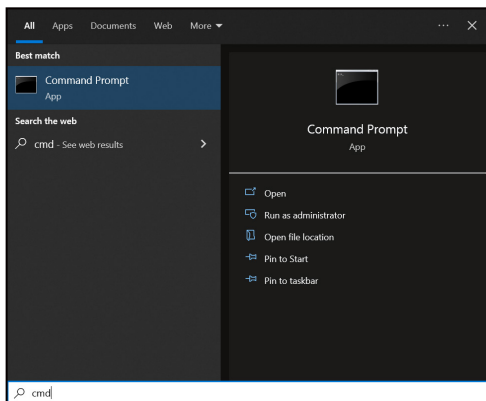 All Apps Documents Web More
Best match
Command Prompt
App
Search the web
cmd - See web results
Command Prompt
App
Open
Run as administrator
Open file location
Pin to Start
Pin to taskbar
cmd